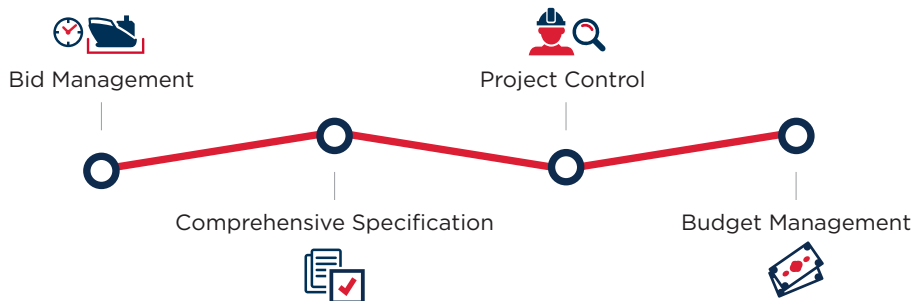 Bid Management
Project Control
Comprehensive Specification
Budget Management